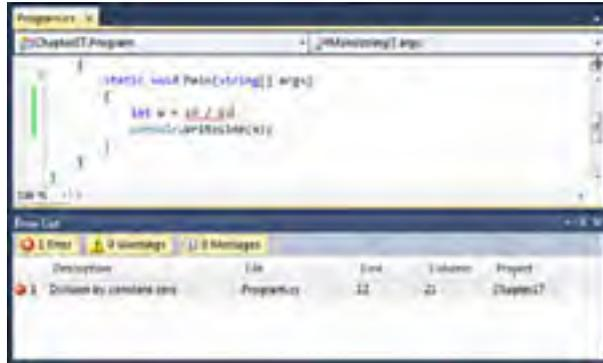 Program.cs
Chapter17.Program
Main(string[] args)
{
static void Main(string[] args)
{
int w = 10 / 0;
Console.WriteLine(w);
}
}
}
100 %
Error List
1 Error
0 Warnings
0 Messages
Description File Line Column Project
1 Division by constant zero Program.cs 12 21 Chapter17